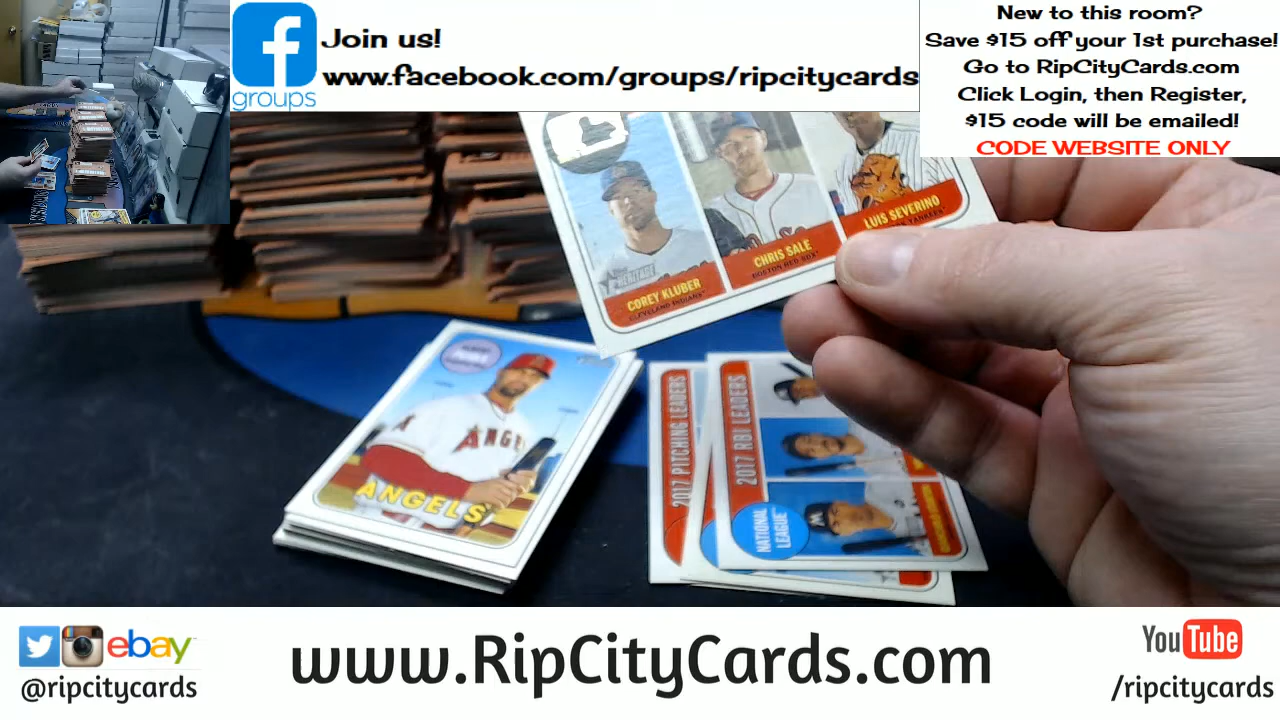 Join us!
www.facebook.com/groups/ripcitycards
groups
New to this room?
Save $15 off your 1st purchase!
Go to RipCityCards.com
Click Login, then Register,
$15 code will be emailed!
CODE WEBSITE ONLY
LUIS SEVERINO
YANKEES
CHRIS SALE
BOSTON RED SOX
HERITAGE
COREY KLUBER
CLEVELAND INDIANS
ANGELS
2017 PITCHING LEADERS
2017 RBI LEADERS
NATIONAL
LEAGUE
ebay
@ripcitycards
www.RipCityCards.com
YouTube
/ripcitycards